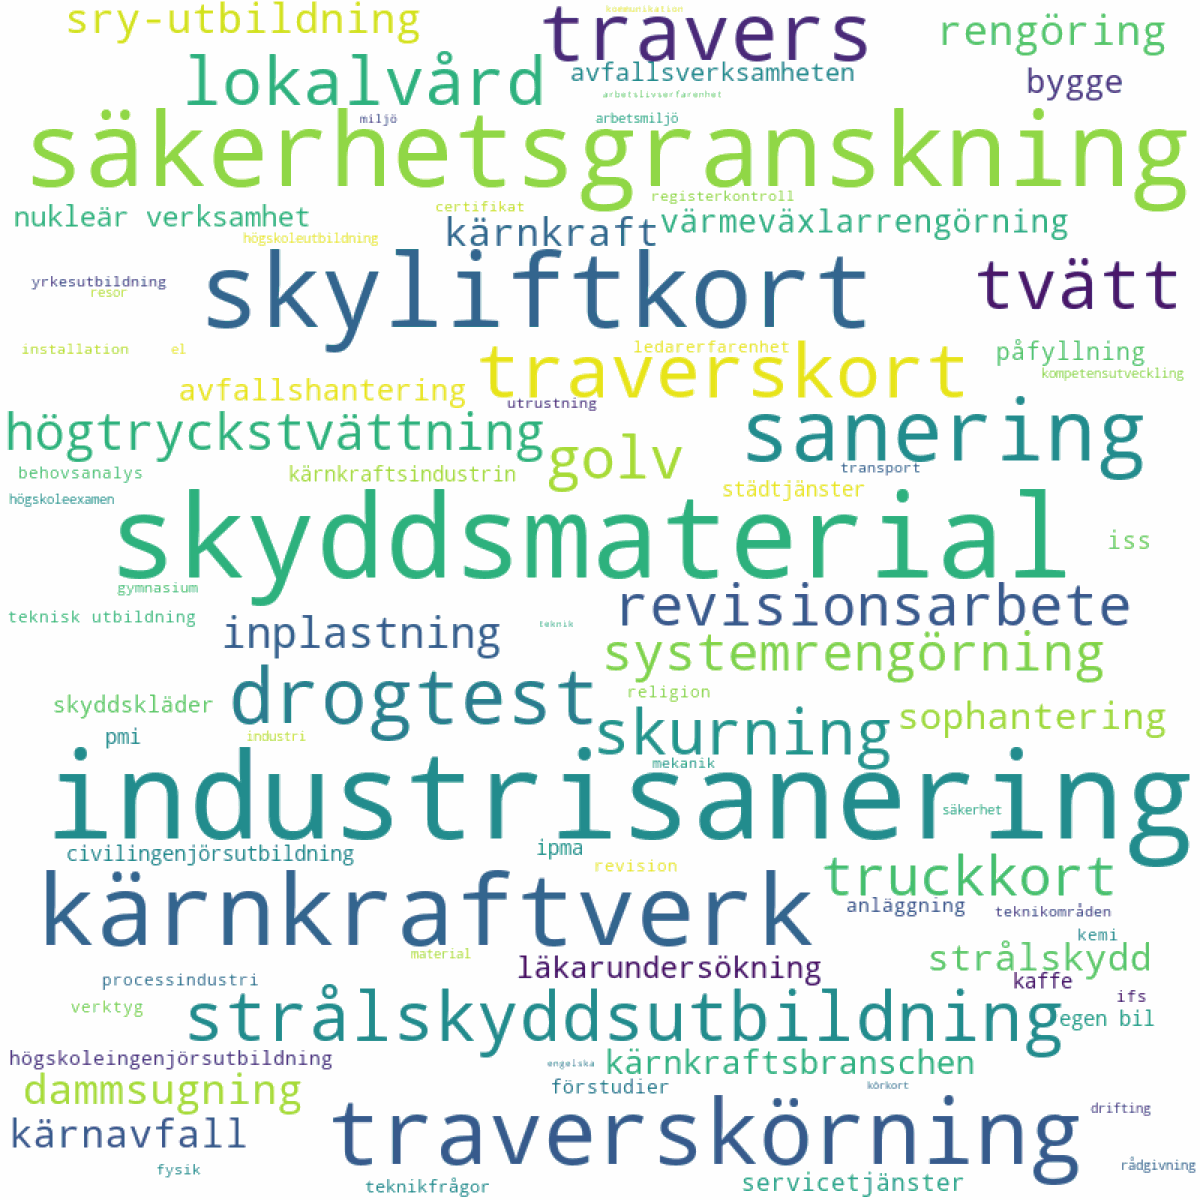 kommunikation
sry-utbildning
travers
rengöring
lokalvård
avfallsverksamheten
bygge
arbetslivserfarenhet
miljö
arbetsmiljö
säkerhetsgranskning
registerkontroll
certifikat
nukleär verksamhet
kärnkraft
värmeväxlarrengörning
högskoleutbildning
skyliftkort
tvätt
yrkesutbildning
resor
installation
el
ledarerfarenhet
traverskort
påfyllning
kompetensutveckling
avfallshantering
utrustning
högtryckstvättning
sanering
golv
behovsanalys
kärnkraftsindustrin
transport
städtjänster
högskoleexamen
skyddsmaterial
iss
gymnasium
revisionsarbete
teknisk utbildning
inplastning
teknik
systemrengörning
drogtest
religion
skyddskläder
skurning
sophantering
pmi
industri
mekanik
industrisanering
säkerhet
civilingenjörsutbildning
ipma
revision
truckkort
kärnkraftverk
anläggning
teknikområden
kemi
material
läkarundersökning
strålskydd
processindustri
kaffe
verktyg
strålskyddsutbildning
ifs
egen bil
högskoleingenjörsutbildning
engelska
kärnkraftsbranschen
dammsugning
förstudier
körkort
traverskörning
drifting
kärnavfall
fysik
rådgivning
teknikfrågor
servicetjänster